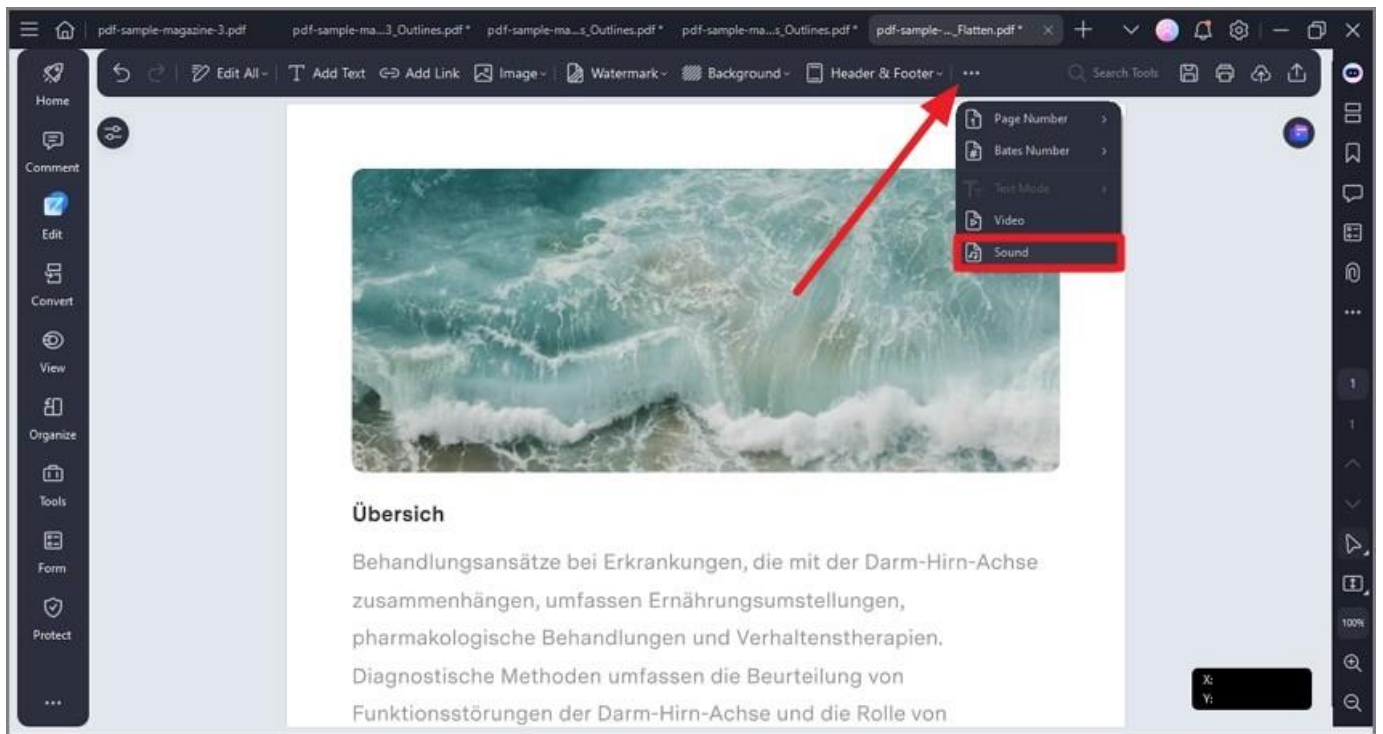 pdf-sample-magazine-3.pdf pdf-sample-ma...3_Outlines.pdf * pdf-sample-ma...s_Outlines.pdf * pdf-sample-ma...s_Outlines.pdf * pdf-sample-..._Flatten.pdf *
Edit All Add Text Add Link Image Watermark Background Header & Footer Search Tools
Home
Comment
Edit
Convert
View
Organize
Tools
Form
Protect
Page Number
Bates Number
Text Mode
Video
Sound
Übersich
Behandlungsansätze bei Erkrankungen, die mit der Darm-Hirn-Achse
zusammenhängen, umfassen Ernährungsumstellungen,
pharmakologische Behandlungen und Verhaltenstherapien.
Diagnostische Methoden umfassen die Beurteilung von
Funktionsstörungen der Darm-Hirn-Achse und die Rolle von
1
1
100%
X:
Y: